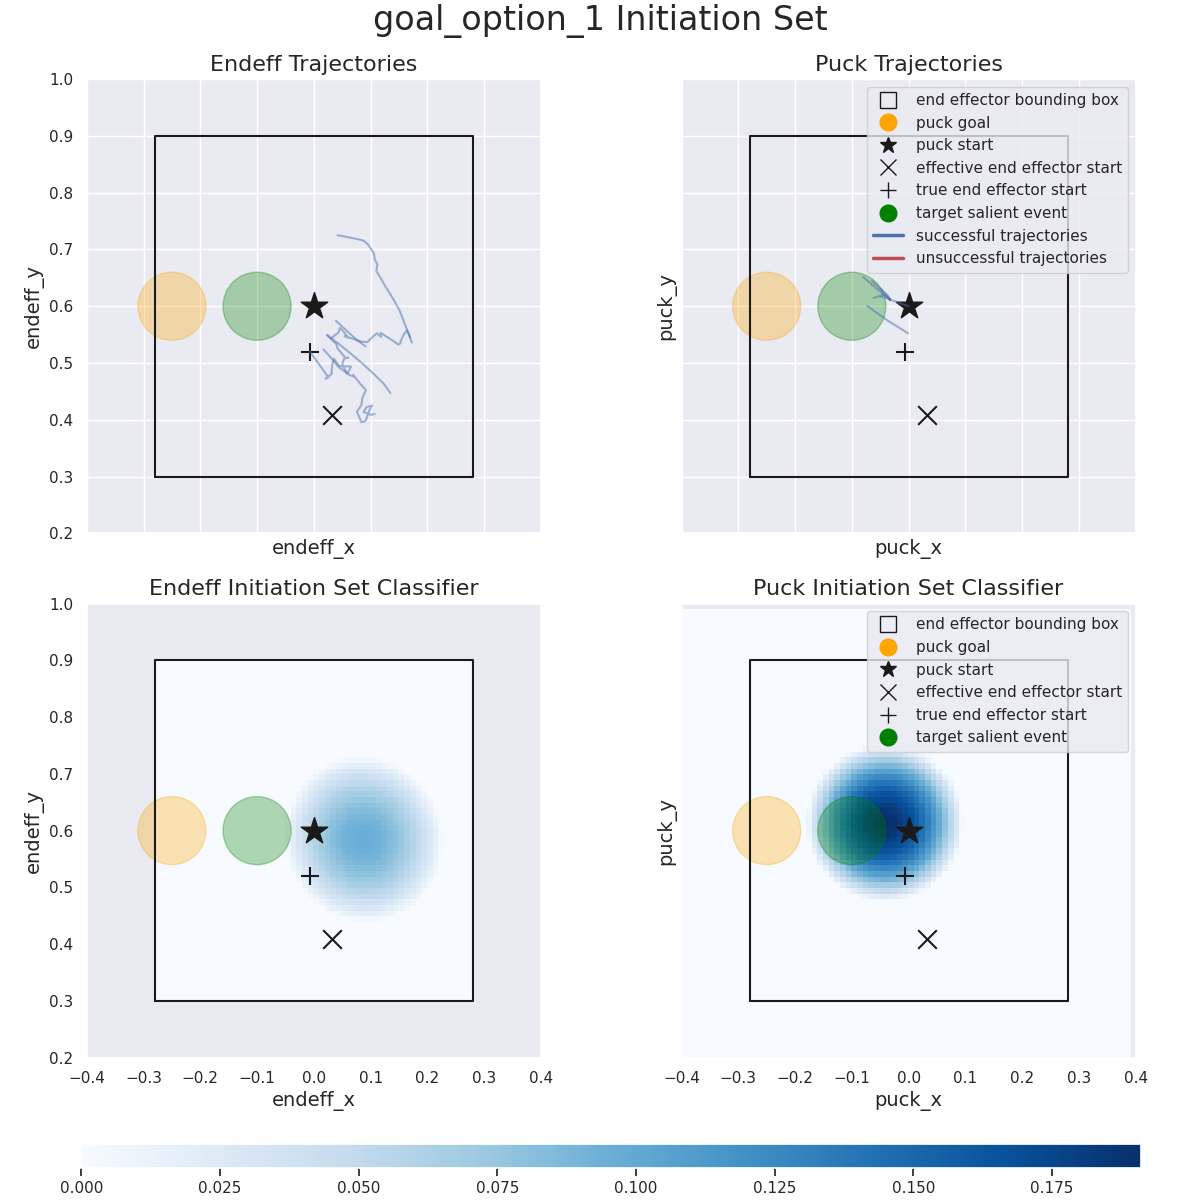 goal_option_1 Initiation Set
Endeff Trajectories
Puck Trajectories
1.0
0.9
0.8
0.7
0.6
0.5
0.4
0.3
0.2
endeff_y
endeff_x
puck_y
puck_x
end effector bounding box
puck goal
puck start
effective end effector start
true end effector start
target salient event
successful trajectories
unsuccessful trajectories
Endeff Initiation Set Classifier
Puck Initiation Set Classifier
1.0
0.9
0.8
0.7
0.6
0.5
0.4
0.3
0.2
endeff_y
−0.4 −0.3 −0.2 −0.1 0.0 0.1 0.2 0.3 0.4
endeff_x
puck_y
end effector bounding box
puck goal
puck start
effective end effector start
true end effector start
target salient event
−0.4 −0.3 −0.2 −0.1 0.0 0.1 0.2 0.3 0.4
puck_x
0.000 0.025 0.050 0.075 0.100 0.125 0.150 0.175